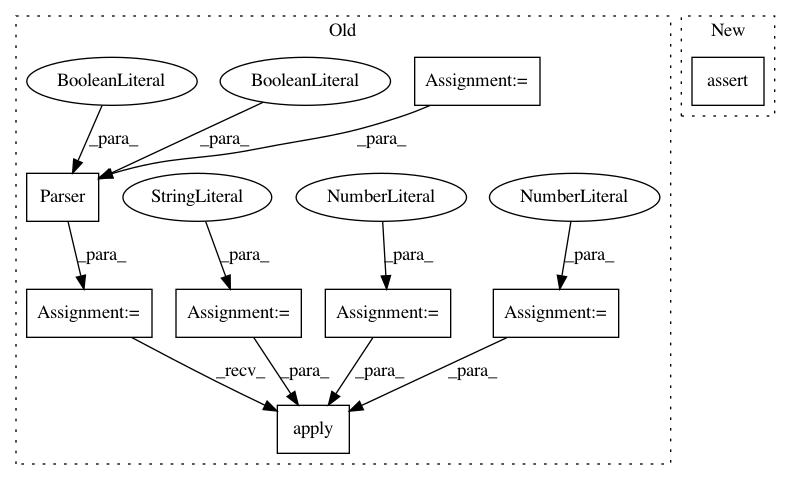 Old
New
BooleanLiteral
BooleanLiteral
Assignment:=
assert
_para_
_para_
_para_
Parser
StringLiteral
NumberLiteral
NumberLiteral
_para_
_para_
_para_
_para_
Assignment:=
Assignment:=
Assignment:=
Assignment:=
_recv_
_para_
_para_
_para_
apply